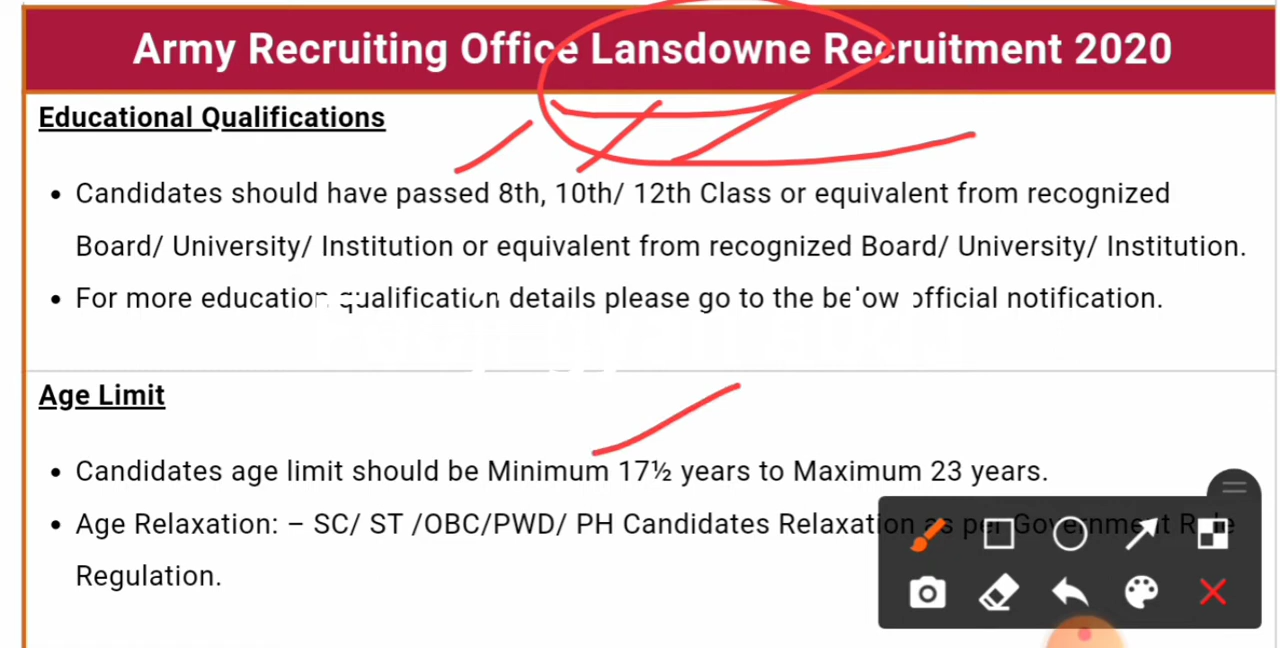 Army Recruiting Office Lansdowne Recruitment 2020
Educational Qualifications
• Candidates should have passed 8th, 10th/ 12th Class or equivalent from recognized
Board/ University/ Institution or equivalent from recognized Board/ University/ Institution.
• For more education qualification details please go to the below official notification.
Age Limit
• Candidates age limit should be Minimum 17½ years to Maximum 23 years.
• Age Relaxation: – SC/ ST /OBC/PWD/ PH Candidates Relaxation as per Government Rule
Regulation.